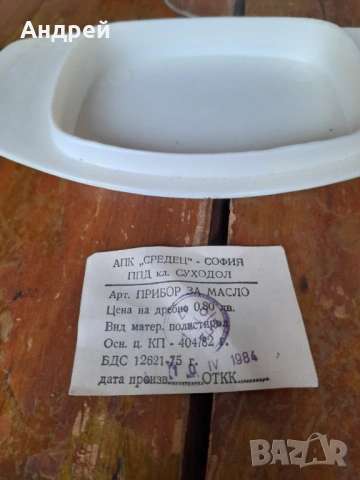 Андрей
АПК „СРЕДЕЦ" - СОФИЯ
ППД кл. СУХОДОЛ
Арт. ПРИБОР ЗА МАСЛО
Цена на дребно 0.80 лв.
Вид матер. полистирол
Осн. ц. КП - 404/82 г.
БДС 12621-75 г.
10 IV 1984
дата произв.........ОТКК.........
BAZAR